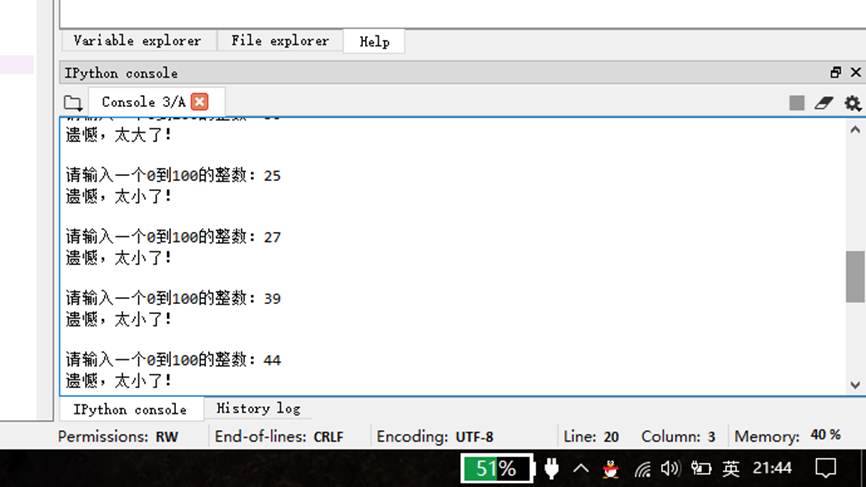 Variable explorer File explorer Help
IPython console
Console 3/A
遗憾，太大了！
请输入一个0到100的整数：25
遗憾，太小了！
请输入一个0到100的整数：27
遗憾，太小了！
请输入一个0到100的整数：39
遗憾，太小了！
请输入一个0到100的整数：44
遗憾，太小了！
IPython console History log
Permissions: RW End-of-lines: CRLF Encoding: UTF-8 Line: 20 Column: 3 Memory: 40 %
51% 英 21:44